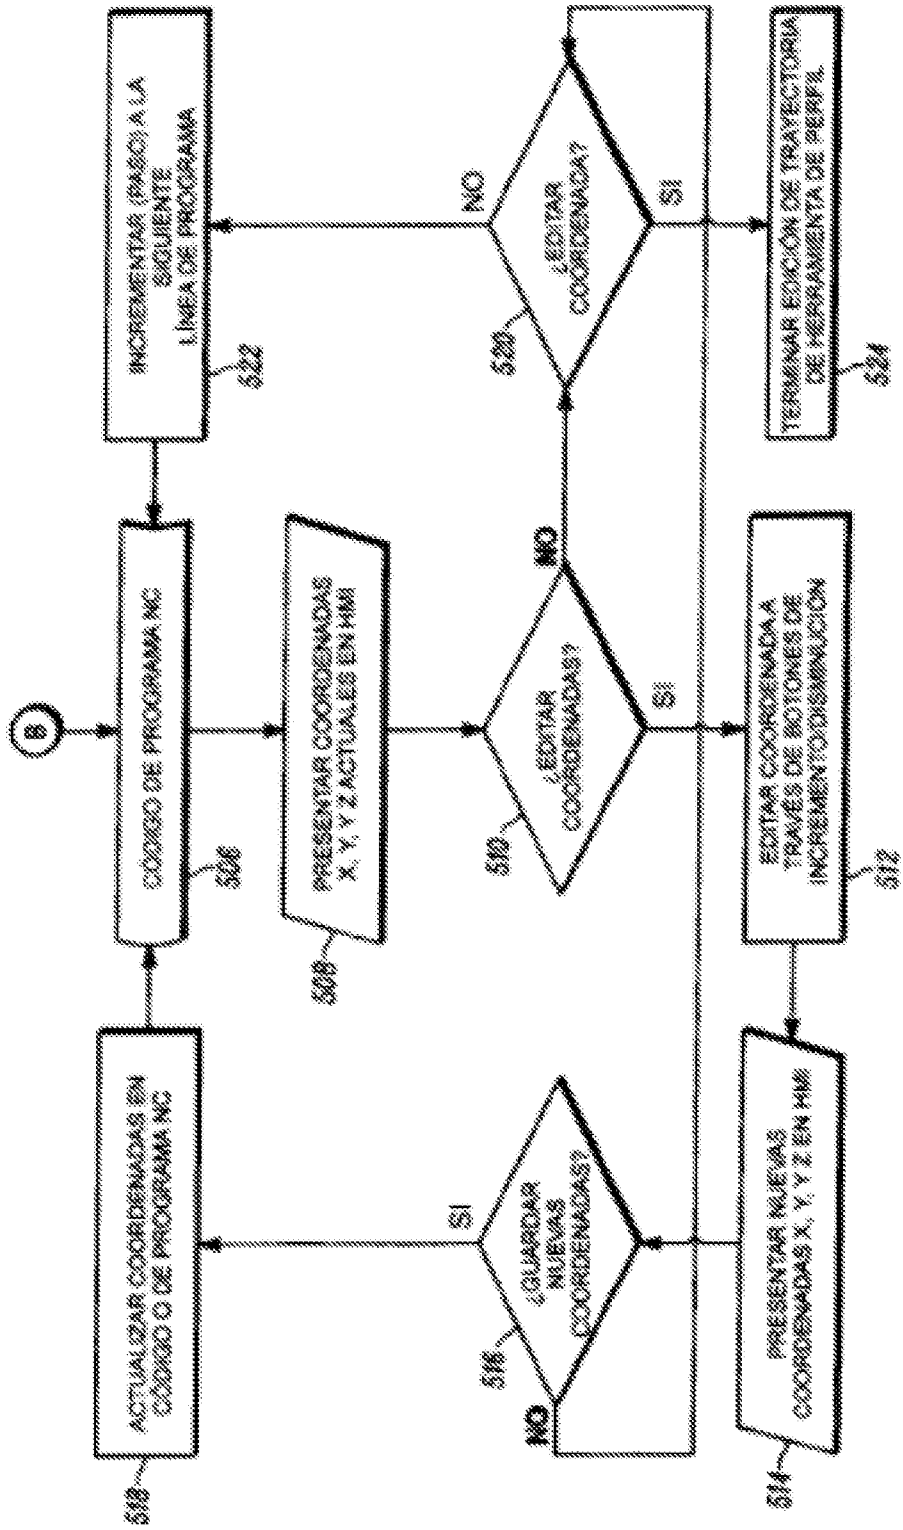 B
ACTUALIZAR COORDENADAS EN
CÓDIGO O DE PROGRAMA NC
518
CÓDIGO DE PROGRAMA NC
506
INCREMENTAR (PASO) A LA
SIGUIENTE
LÍNEA DE PROGRAMA
522
PRESENTAR COORDENADAS
X, Y, Y Z ACTUALES EN HMI
508
SI
¿GUARDAR
NUEVAS
COORDENADAS?
516
NO
¿EDITAR
COORDENADAS?
510
NO
SI
¿EDITAR
COORDENADA?
520
NO
SI
PRESENTAR NUEVAS
COORDENADAS X, Y, Y Z EN HMI
514
EDITAR COORDENADA A
TRAVÉS DE BOTONES DE
INCREMENTO/DISMINUCIÓN
512
TERMINAR EDICIÓN DE TRAYECTORIA
DE HERRAMIENTA DE PERFIL
524